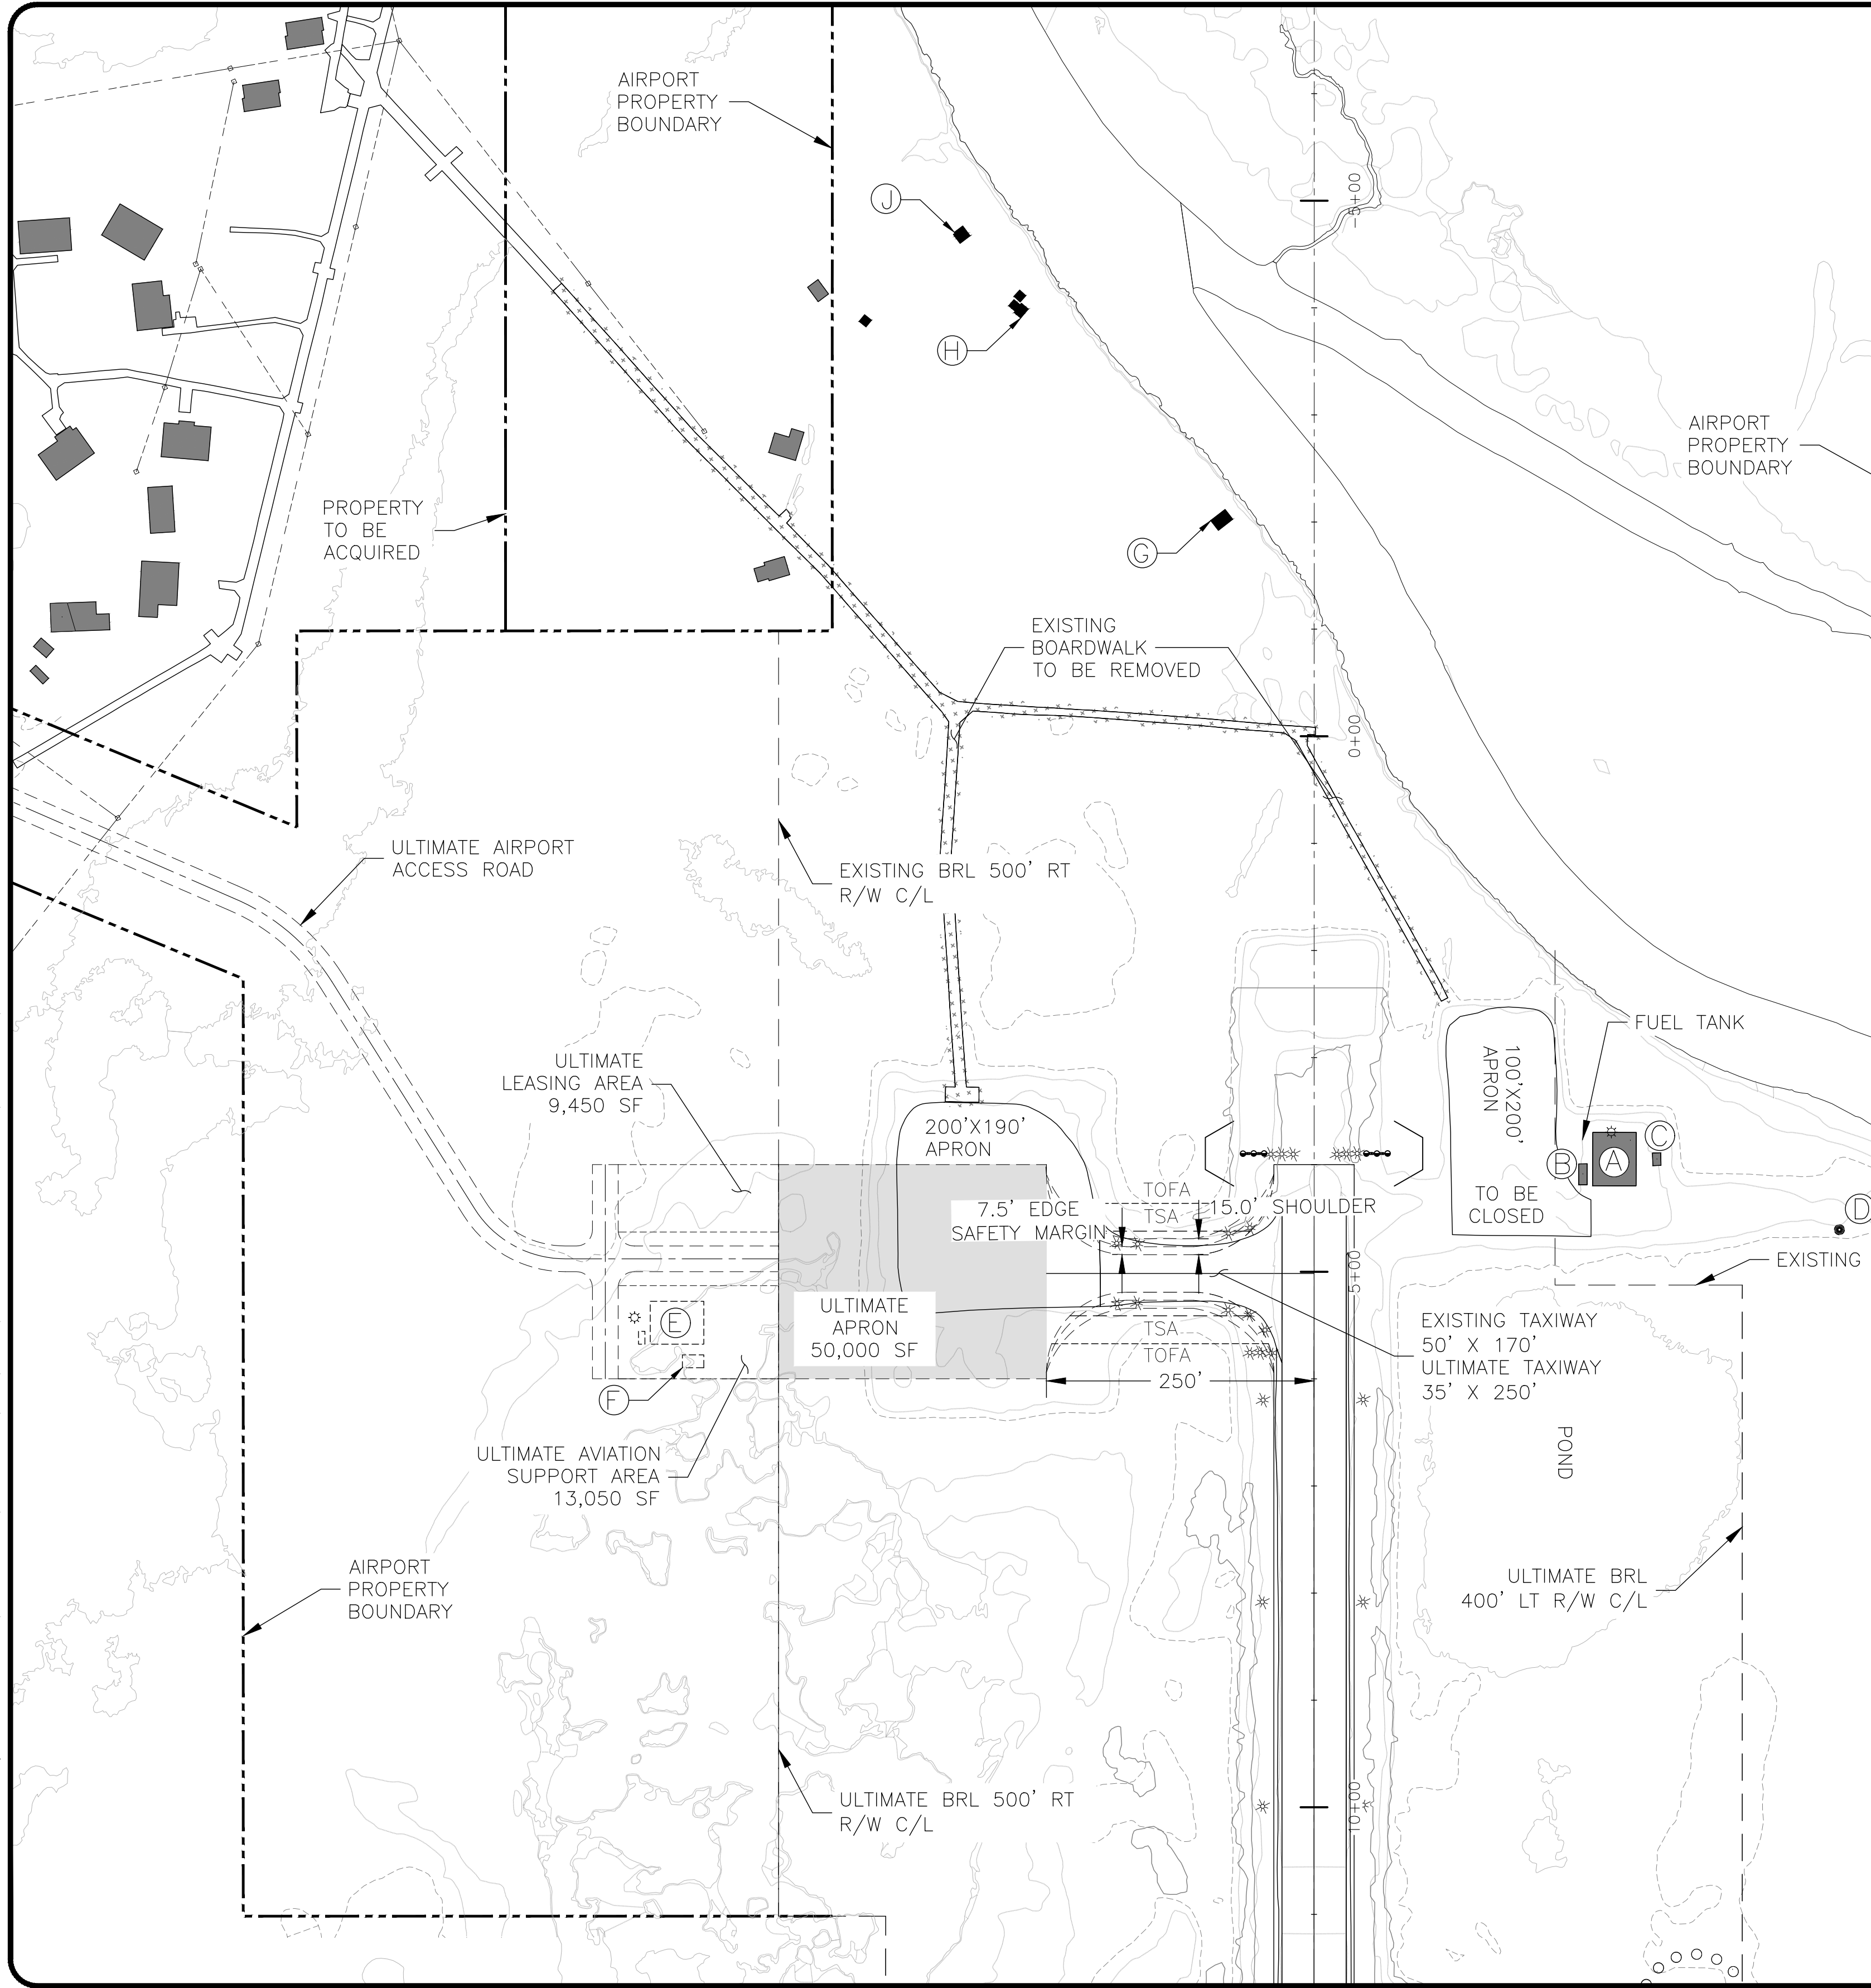 AIRPORT
PROPERTY
BOUNDARY
J
-5+00
H
AIRPORT
PROPERTY
BOUNDARY
PROPERTY
TO BE
ACQUIRED
G
EXISTING
BOARDWALK
TO BE REMOVED
0+00
ULTIMATE AIRPORT
ACCESS ROAD
EXISTING BRL 500' RT
R/W C/L
FUEL TANK
ULTIMATE
LEASING AREA
9,450 SF
100'X200'
APRON
200'X190'
APRON
C
B
A
TOFA
TSA
7.5' EDGE
SAFETY MARGIN
15.0' SHOULDER
TO BE
CLOSED
D
EXISTING
5+00
ULTIMATE
APRON
50,000 SF
E
TSA
TOFA
250'
EXISTING TAXIWAY
50' X 170'
ULTIMATE TAXIWAY
35' X 250'
F
POND
ULTIMATE AVIATION
SUPPORT AREA
13,050 SF
AIRPORT
PROPERTY
BOUNDARY
ULTIMATE BRL
400' LT R/W C/L
ULTIMATE BRL 500' RT
R/W C/L
10+00